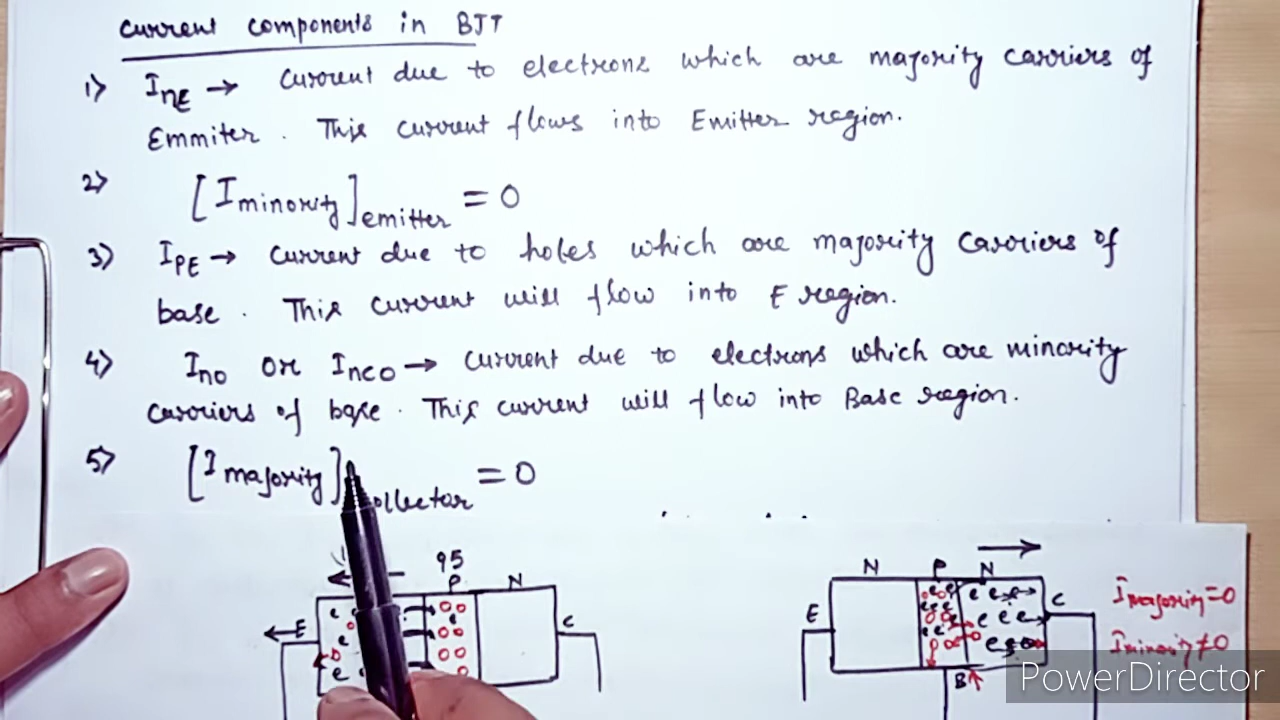 current components in BJT
1) InE → current due to electrons which are majority carriers of
Emmiter. This current flows into Emitter region.
2) [I minority]emitter = 0
3) IPE → current due to holes which are majority carriers of
base. This current will flow into E region.
4) Ino or Inco → current due to electrons which are minority
carriers of base. This current will flow into Base region.
5) [I majority] ollector = 0
95
P N
E
C
N P N
E
C
B
Imajority=0
Iminority≠0
PowerDirector